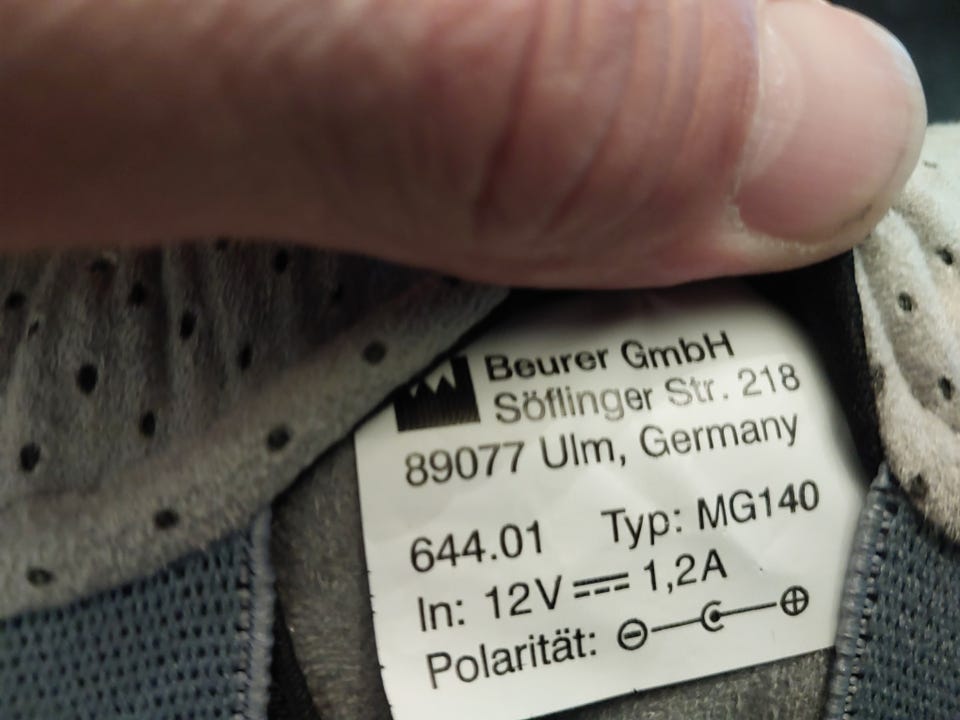 Beurer GmbH
Söflinger Str. 218
89077 Ulm, Germany
644.01 Typ: MG140
In: 12V⎓1,2A
Polarität: ⊖ ⊕